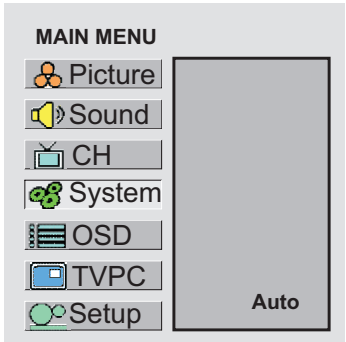 MAIN MENU
Picture
Sound
CH
System
OSD
TVPC
Setup
Auto